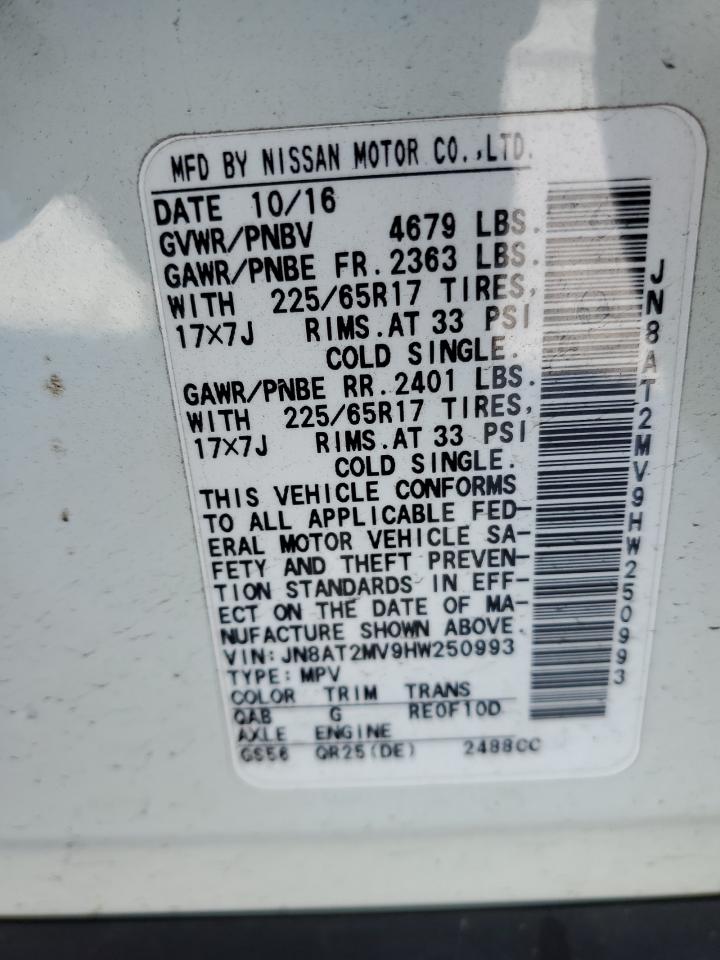 MFD BY NISSAN MOTOR CO.,LTD.
DATE 10/16
GVWR/PNBV 4679 LBS.
GAWR/PNBE FR.2363 LBS.
WITH 225/65R17 TIRES,
17X7J RIMS.AT 33 PSI
COLD SINGLE.
GAWR/PNBE RR.2401 LBS.
WITH 225/65R17 TIRES,
17X7J RIMS.AT 33 PSI
COLD SINGLE.
THIS VEHICLE CONFORMS
TO ALL APPLICABLE FED-
ERAL MOTOR VEHICLE SA-
FETY AND THEFT PREVEN-
TION STANDARDS IN EFF-
ECT ON THE DATE OF MA-
NUFACTURE SHOWN ABOVE.
VIN:JN8AT2MV9HW250993
TYPE:MPV
COLOR TRIM TRANS
QAB G RE0F10D
AXLE ENGINE
GS56 QR25(DE) 2488CC
JN8AT2MV9HW250993